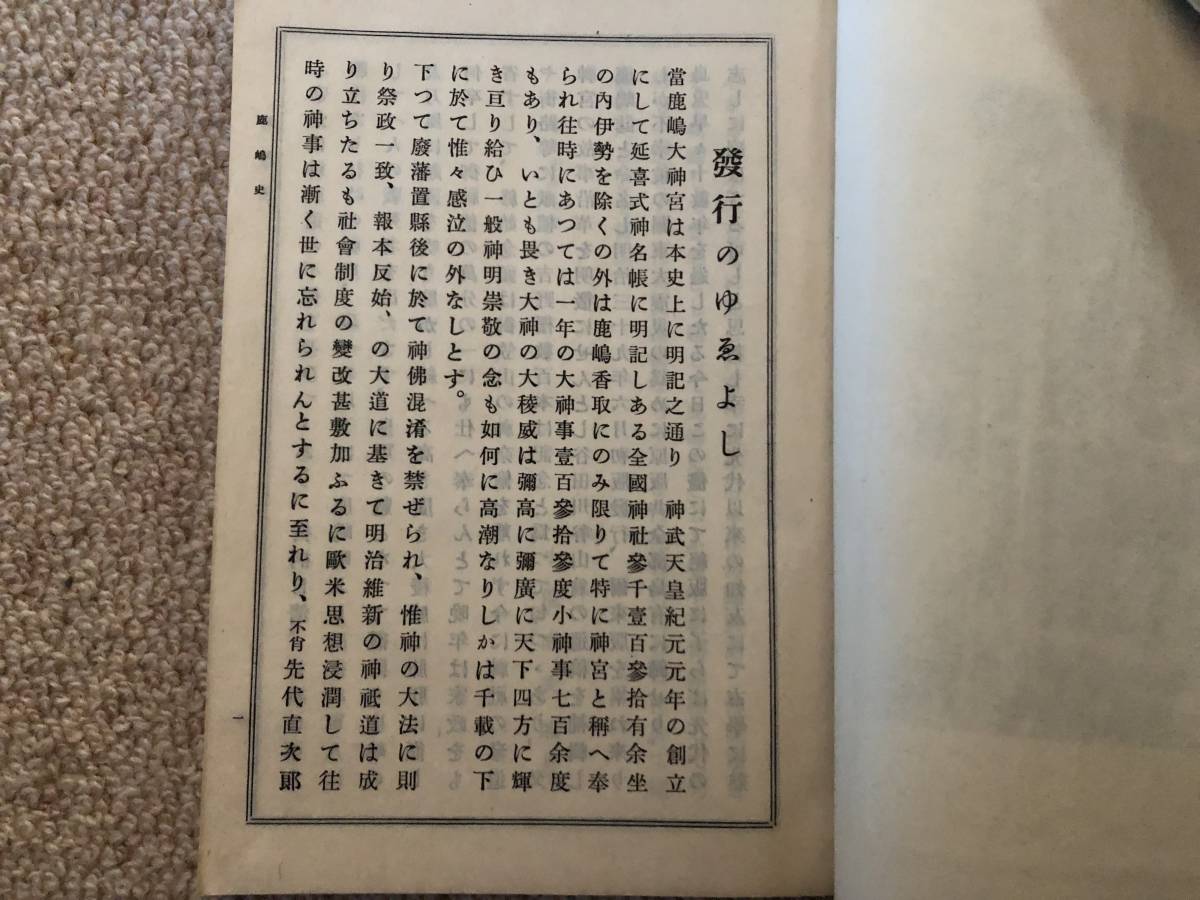 發行のゆゑよし
當鹿嶋大神宮は本史上に明記之通り　神武天皇紀元元年の創立
にして延喜式神名帳に明記しある全國神社參千壹百參拾有余坐
の內伊勢を除くの外は鹿嶋香取にのみ限りて特に神宮と稱へ奉
られ往時にあつては一年の大神事壹百參拾參度小神事七百余度
もあり、いとも畏き大神の大稜威は彌高に彌廣に天下四方に輝
き亘り給ひ一般神明崇敬の念も如何に高潮なりしかは千載の下
に於て惟々感泣の外なしとす。
下つて廢藩置縣後に於て神佛混淆を禁ぜられ、惟神の大法に則
り祭政一致、報本反始、の大道に基きて明治維新の神祇道は成
り立ちたるも社會制度の變改甚敷加ふるに歐米思想浸潤して往
時の神事は漸く世に忘れられんとするに至れり、不肖先代直次郞
鹿嶋史
一